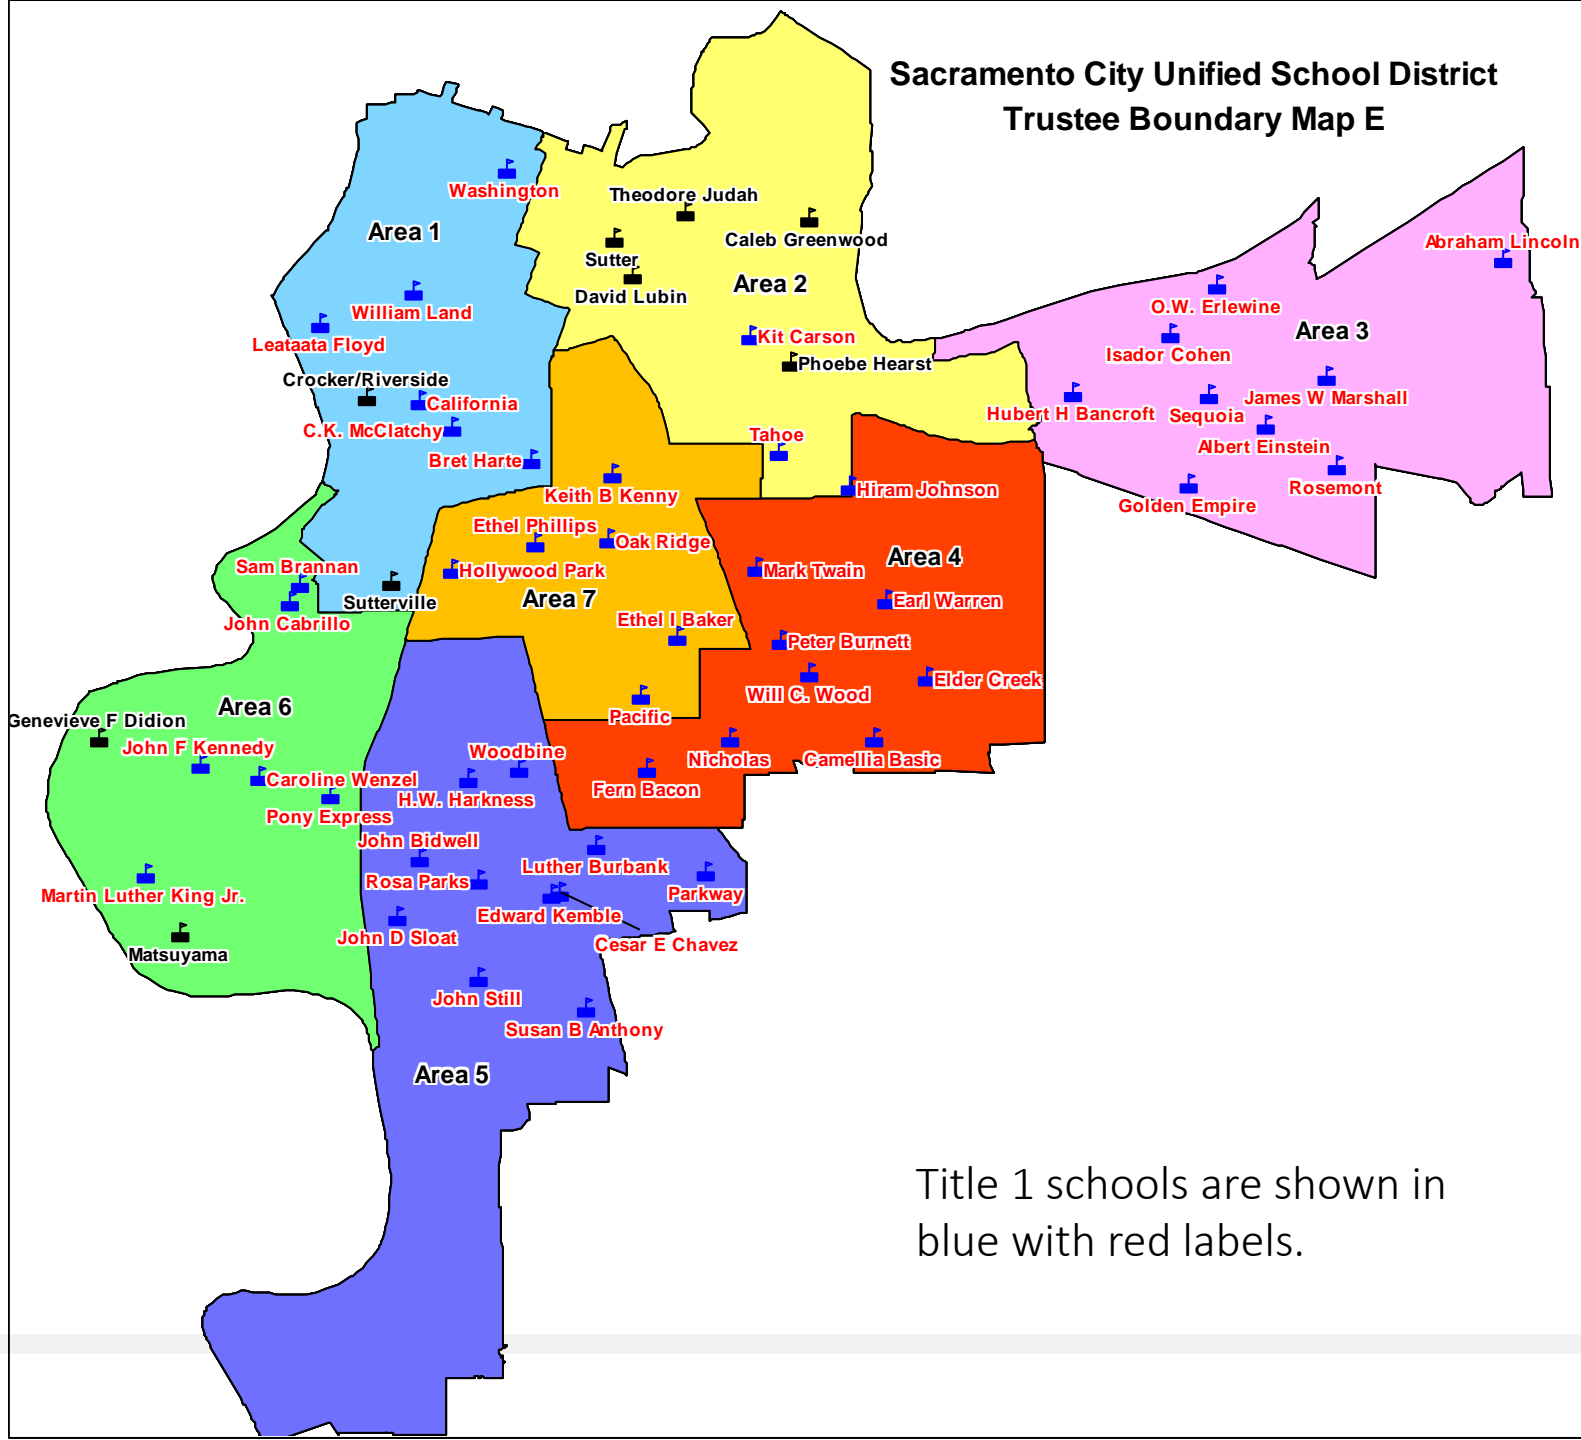 Sacramento City Unified School District
Trustee Boundary Map E
Washington
Area 1
William Land
Leataata Floyd
Crocker/Riverside
California
C.K. McClatchy
Bret Harte
Sutterville
Theodore Judah
Caleb Greenwood
Sutter
David Lubin
Area 2
Kit Carson
Phoebe Hearst
Tahoe
Abraham Lincoln
O.W. Erlewine
Area 3
Isador Cohen
James W Marshall
Hubert H Bancroft
Sequoia
Albert Einstein
Rosemont
Golden Empire
Hiram Johnson
Area 4
Mark Twain
Earl Warren
Peter Burnett
Elder Creek
Will C. Wood
Nicholas
Camellia Basic
Fern Bacon
Keith B Kenny
Ethel Phillips
Oak Ridge
Hollywood Park
Area 7
Ethel I Baker
Pacific
Sam Brannan
John Cabrillo
Area 6
Genevieve F Didion
John F Kennedy
Caroline Wenzel
Pony Express
Martin Luther King Jr.
Matsuyama
Woodbine
H.W. Harkness
John Bidwell
Luther Burbank
Rosa Parks
Parkway
Edward Kemble
John D Sloat
Cesar E Chavez
John Still
Susan B Anthony
Area 5
Title 1 schools are shown in
blue with red labels.